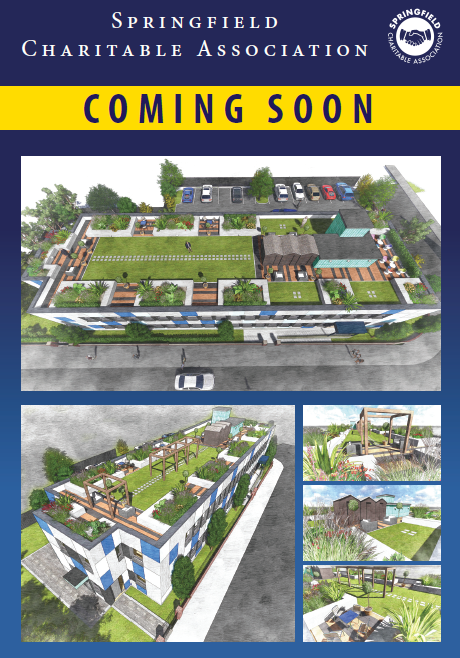 Springfield
Charitable Association
SPRINGFIELD
CHARITABLE ASSOCIATION
COMING SOON